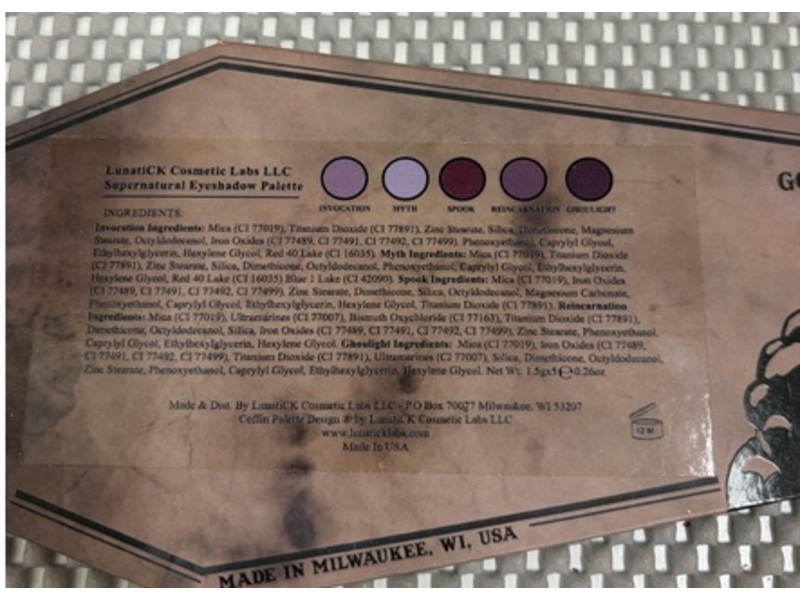 LunatiCK Cosmetic Labs LLC
Supernatural Eyeshadow Palette
INVOCATION MYTH SPOOK REINCARNATION GHOULIGHT
INGREDIENTS:
Invocation Ingredients: Mica (CI 77019), Titanium Dioxide (CI 77891), Zinc Stearate, Silica, Dimethicone, Magnesium
Stearate, Octyldodecanol, Iron Oxides (CI 77489, CI 77491, CI 77492, CI 77499). Phenoxyethanol, Caprylyl Glycol,
Ethylhexylglycerin, Hexylene Glycol, Red 40 Lake (CI 16035). Myth Ingredients: Mica (CI 77019), Titanium Dioxide
(CI 77891), Zinc Stearate, Silica, Dimethicone, Octyldodecanol, Phenoxyethanol, Caprylyl Glycol, Ethylhexylglycerin,
Hexylene Glycol, Red 40 Lake (CI 16035) Blue 1 Lake (CI 42090). Spook Ingredients: Mica (CI 77019), Iron Oxides
(CI 77489, CI 77491, CI 77492, CI 77499), Zinc Stearate, Dimethicone, Silica, Octyldodecanol, Magnesium Carbonate,
Phenoxyethanol, Caprylyl Glycol, Ethylhexylglycerin, Hexylene Glycol, Titanium Dioxide (CI 77891). Reincarnation
Ingredients: Mica (CI 77019), Ultramarines (CI 77007), Bismuth Oxychloride (CI 77163), Titanium Dioxide (CI 77891),
Dimethicone, Octyldodecanol, Silica, Iron Oxides (CI 77489, CI 77491, CI 77492, CI 77499), Zinc Stearate, Phenoxyethanol,
Caprylyl Glycol, Ethylhexylglycerin, Hexylene Glycol. Ghoulight Ingredients: Mica (CI 77019), Iron Oxides (CI 77489,
CI 77491, CI 77492, CI 77499), Titanium Dioxide (CI 77891), Ultramarines (CI 77007), Silica, Dimethicone, Octyldodecanol,
Zinc Stearate, Phenoxyethanol, Caprylyl Glycol, Ethylhexylglycerin, Hexylene Glycol. Net Wt: 1.5gx5 ℮ 0.26oz
Made & Dist. By LunatiCK Cosmetic Labs LLC - P.O Box 70027 Milwaukee, WI 53207
Coffin Palette Design ® by LunatiCK Cosmetic Labs LLC
www.lunaticklabs.com
Made In USA
12 M
MADE IN MILWAUKEE, WI, USA